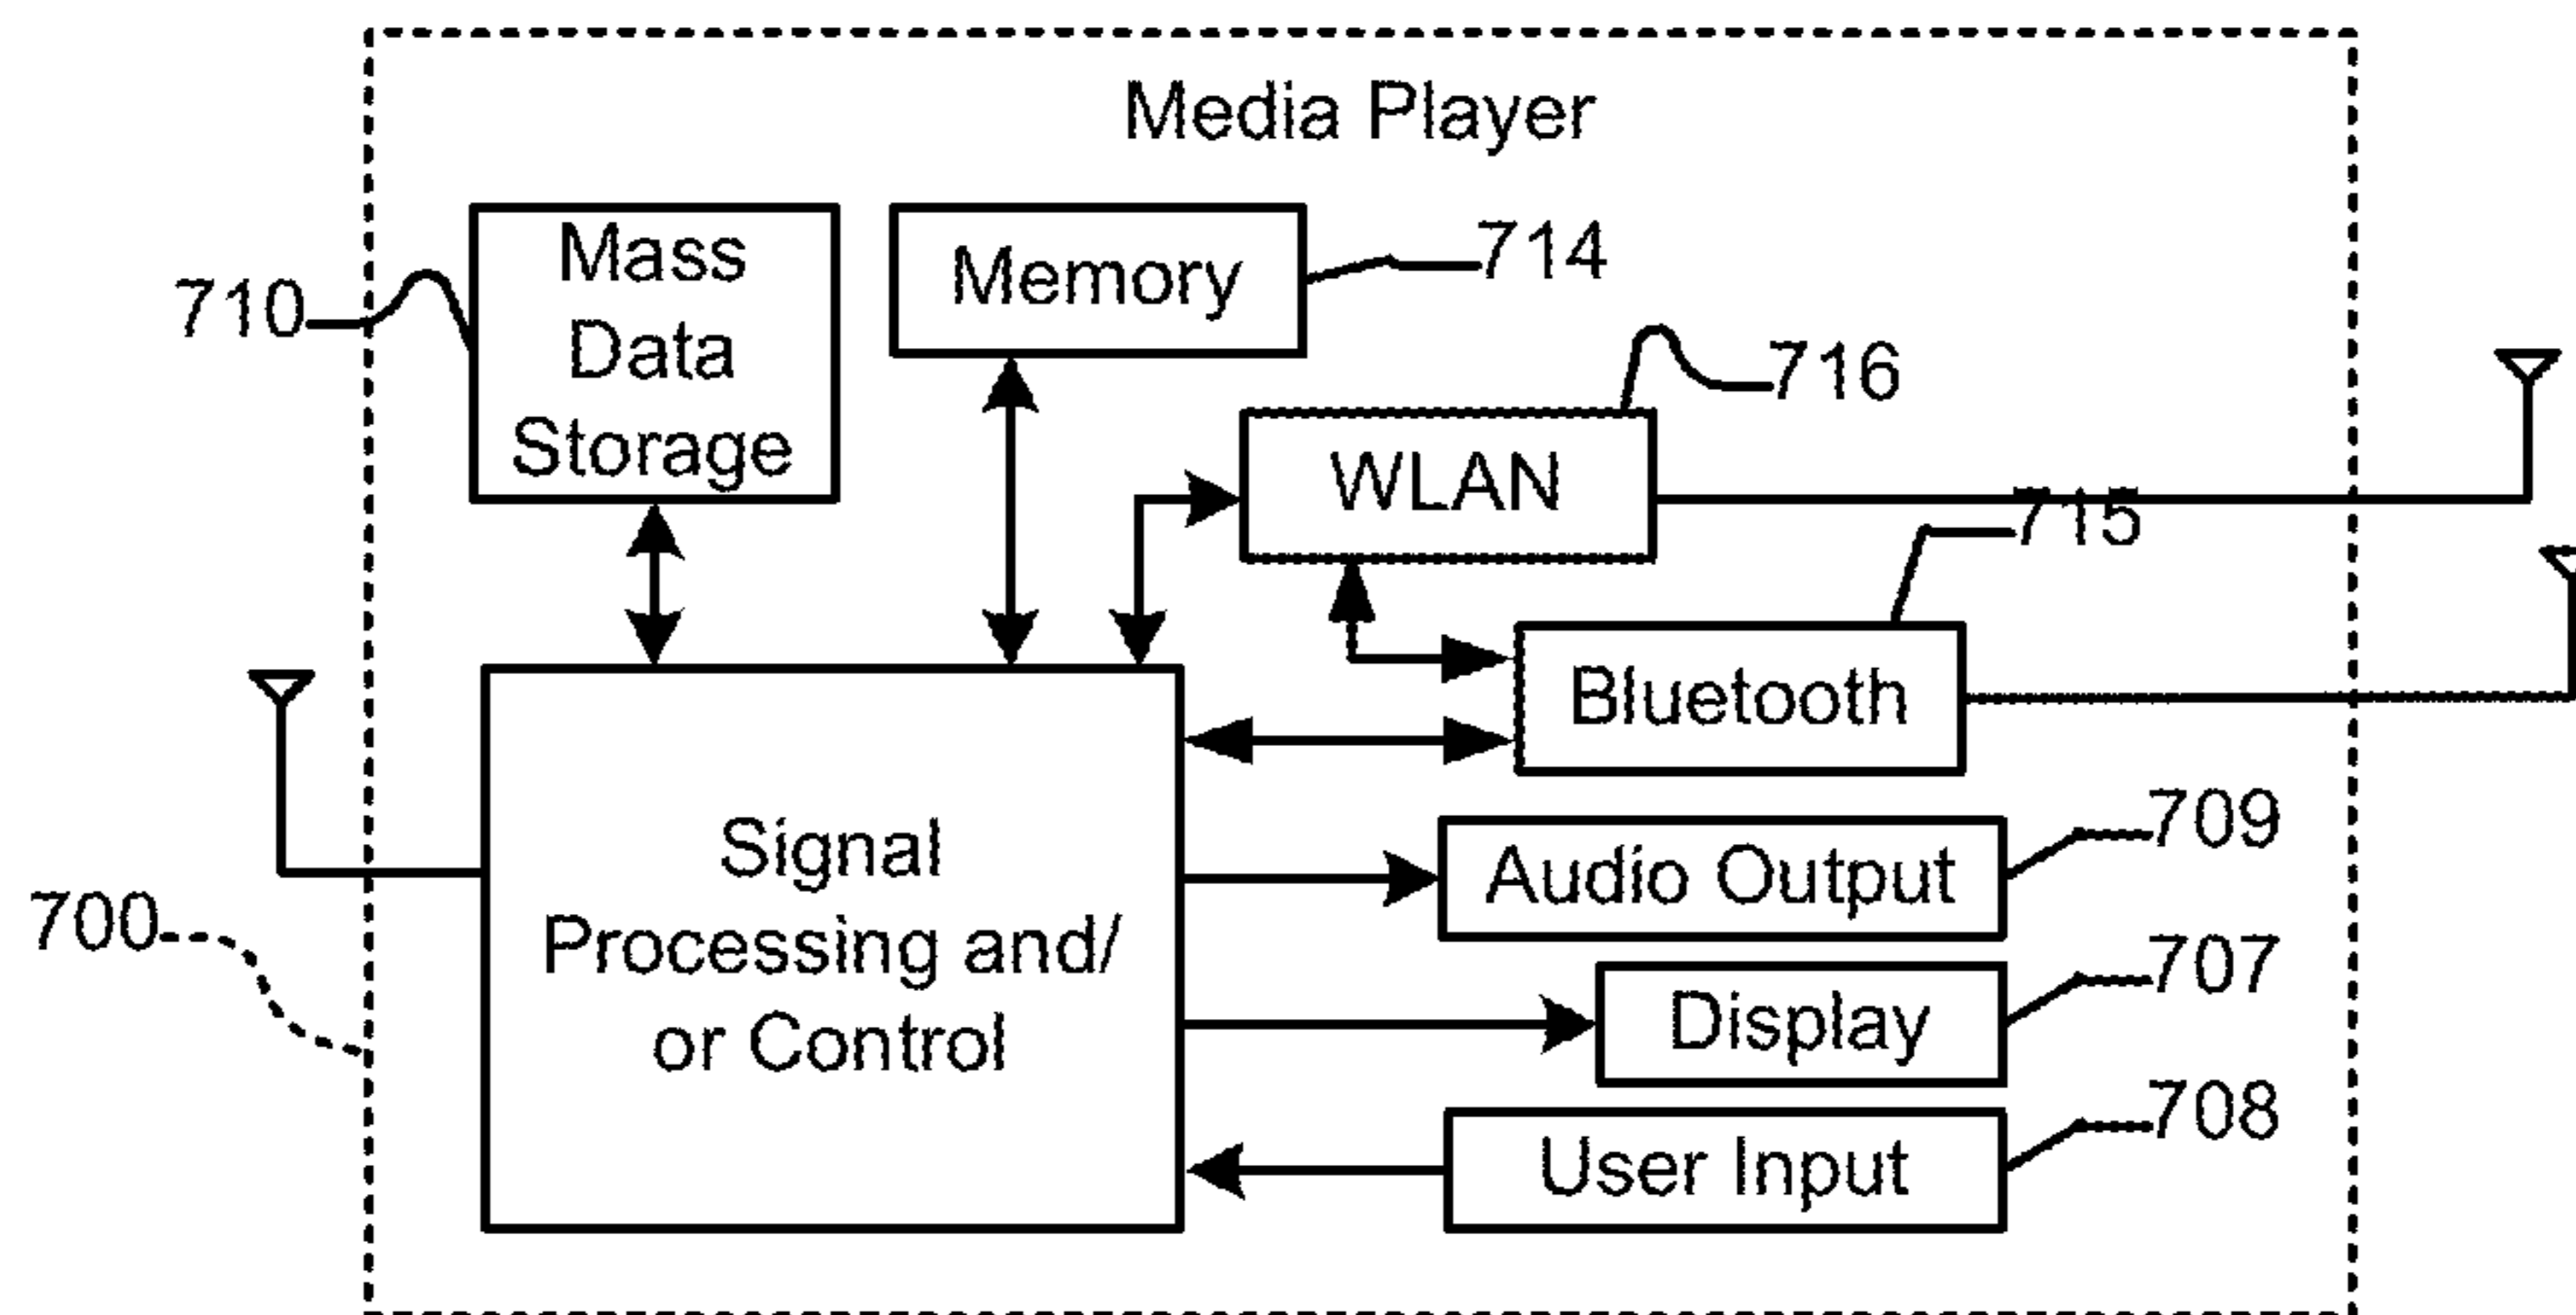 Media Player
Mass
Data
Storage
710
Memory
714
WLAN
716
Bluetooth
715
700
Signal
Processing and/
or Control
Audio Output
709
Display
707
User Input
708